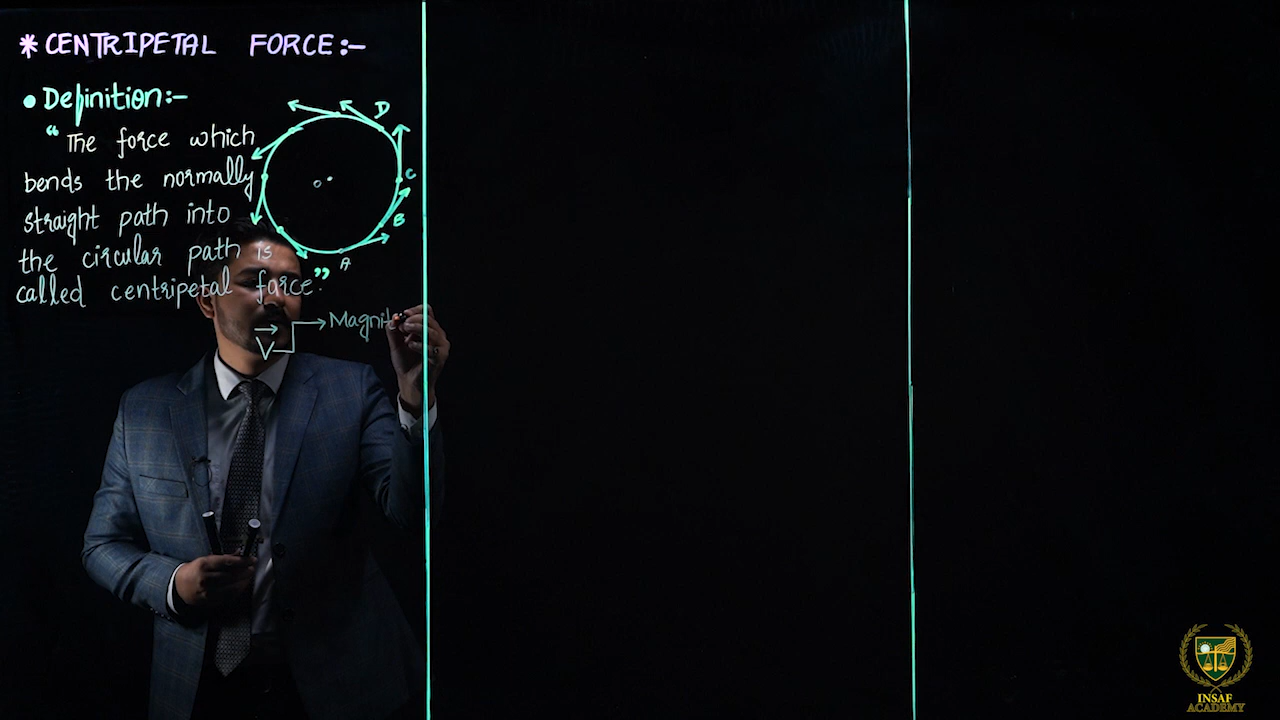 * CENTRIPETAL FORCE:-
• Definition:-
“The force which
bends the normally
straight path into
the circular path is
called centripetal force”.
D
C
B
A
o
V
Magnit
INSAF
ACADEMY